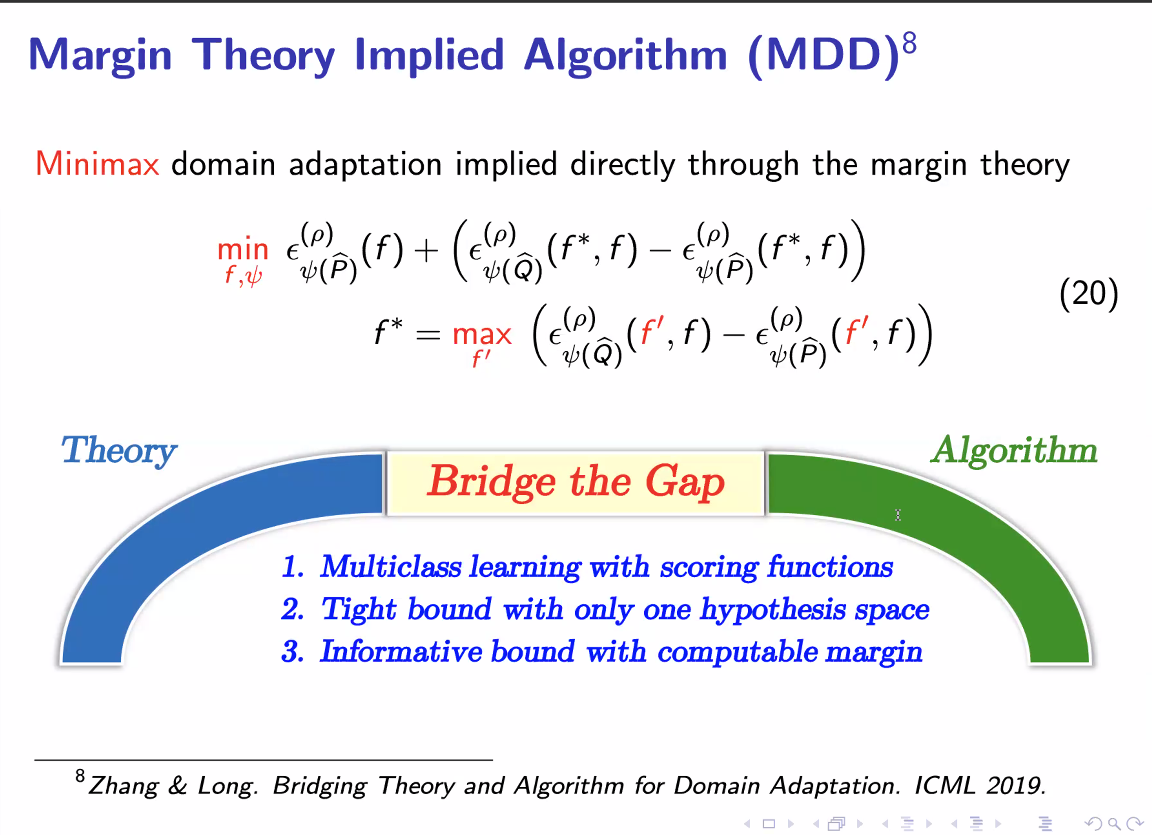 Margin Theory Implied Algorithm (MDD)⁸
Minimax domain adaptation implied directly through the margin theory
$\min_{f,\psi} \epsilon^{(\rho)}_{\psi(\widehat{P})}(f) + \left(\epsilon^{(\rho)}_{\psi(\widehat{Q})}(f^*, f) - \epsilon^{(\rho)}_{\psi(\widehat{P})}(f^*, f)\right)$
(20)
$f^* = \max_{f'} \left(\epsilon^{(\rho)}_{\psi(\widehat{Q})}(f', f) - \epsilon^{(\rho)}_{\psi(\widehat{P})}(f', f)\right)$
Theory
Algorithm
Bridge the Gap
1. Multiclass learning with scoring functions
2. Tight bound with only one hypothesis space
3. Informative bound with computable margin
⁸Zhang & Long. Bridging Theory and Algorithm for Domain Adaptation. ICML 2019.